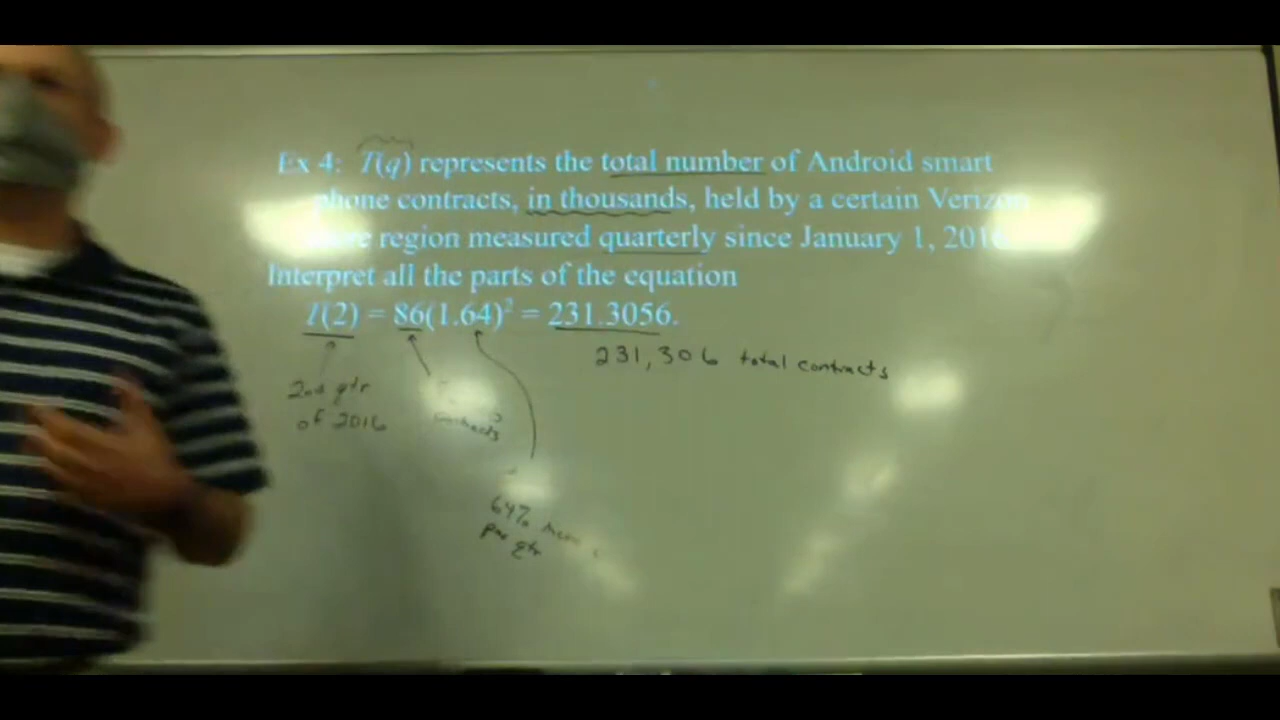 Ex 4: I(q) represents the total number of Android smart
phone contracts, in thousands, held by a certain Verizon
region measured quarterly since January 1, 2016
Interpret all the parts of the equation
I(2) = 86(1.64)² = 231.3056.
231,306 total contracts
2nd qtr
of 2016
contracts
64%
per qtr